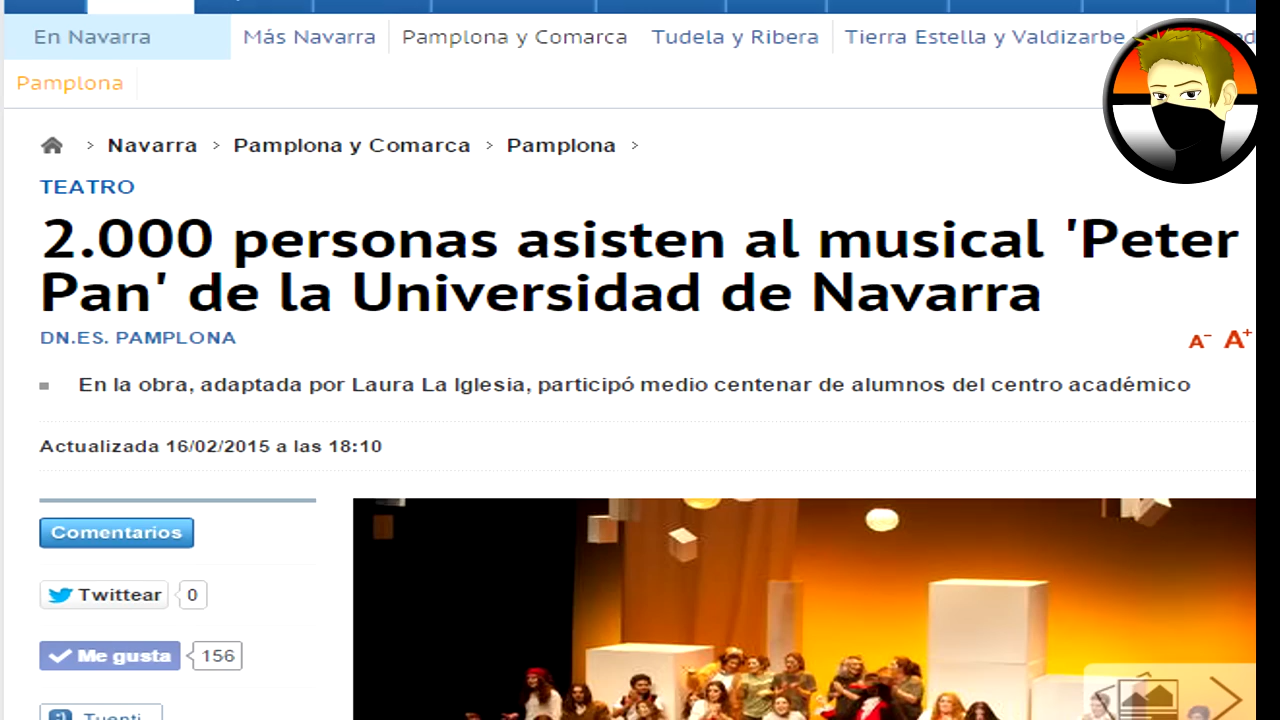 En Navarra Más Navarra Pamplona y Comarca Tudela y Ribera Tierra Estella y Valdizarbe
Pamplona
> Navarra > Pamplona y Comarca > Pamplona >
TEATRO
2.000 personas asisten al musical 'Peter
Pan' de la Universidad de Navarra
DN.ES. PAMPLONA
A- A+
En la obra, adaptada por Laura La Iglesia, participó medio centenar de alumnos del centro académico
Actualizada 16/02/2015 a las 18:10
Comentarios
Twittear 0
Me gusta 156
Tuenti